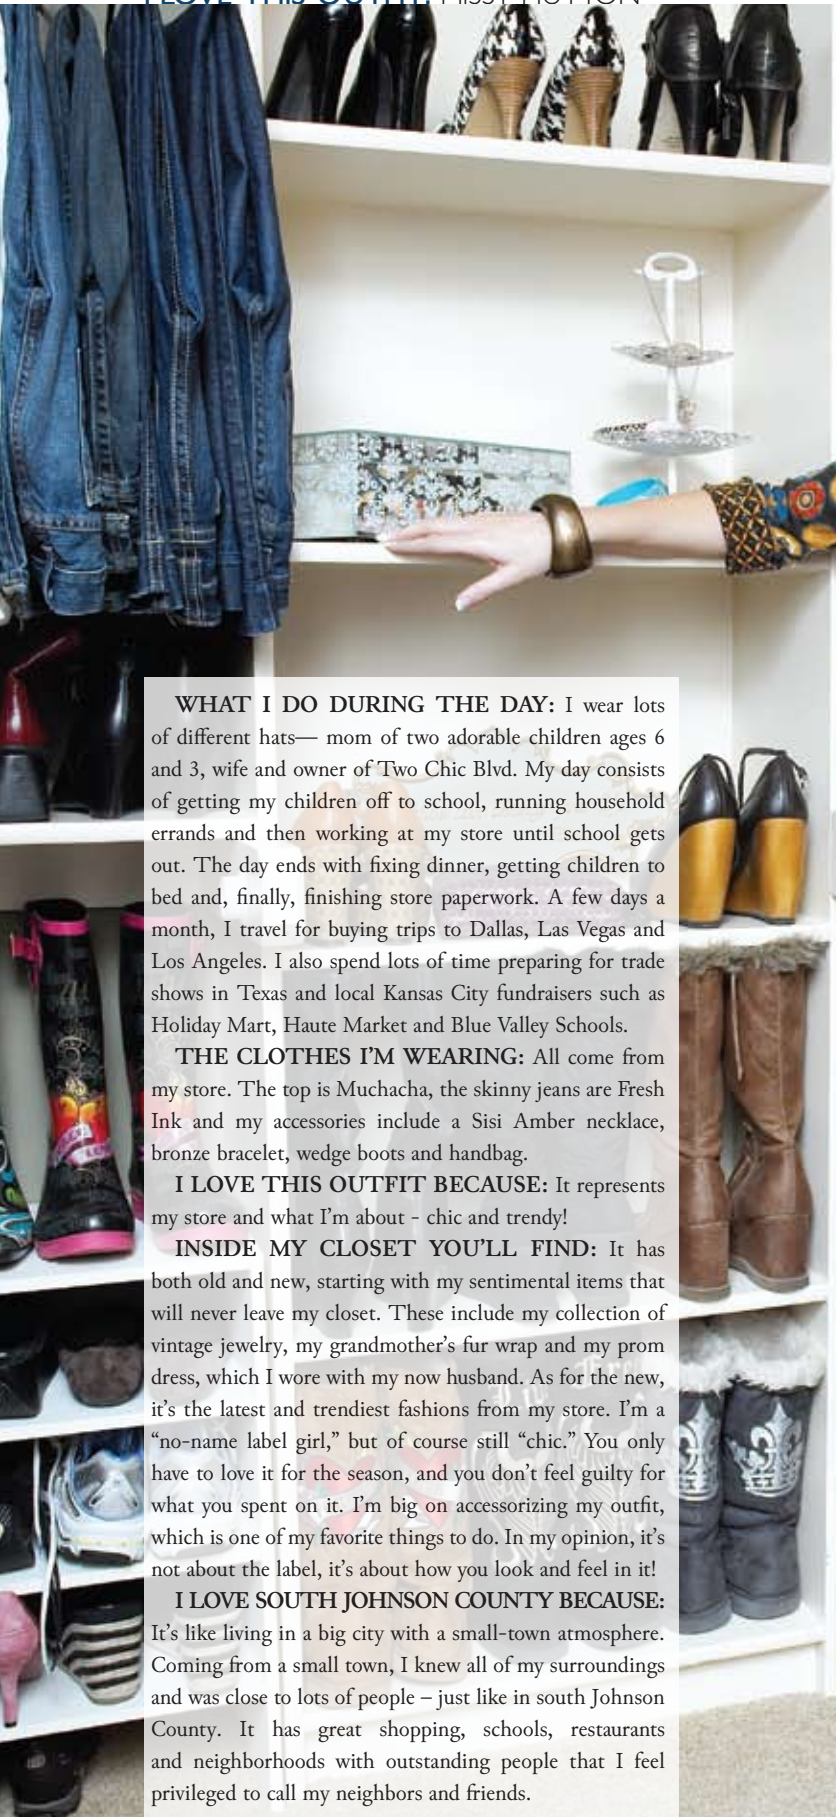 I LOVE THIS OUTFIT:
WHAT I DO DURING THE DAY: I wear lots
of different hats— mom of two adorable children ages 6
and 3, wife and owner of Two Chic Blvd. My day consists
of getting my children off to school, running household
errands and then working at my store until school gets
out. The day ends with fixing dinner, getting children to
bed and, finally, finishing store paperwork. A few days a
month, I travel for buying trips to Dallas, Las Vegas and
Los Angeles. I also spend lots of time preparing for trade
shows in Texas and local Kansas City fundraisers such as
Holiday Mart, Haute Market and Blue Valley Schools.
THE CLOTHES I’M WEARING: All come from
my store. The top is Muchacha, the skinny jeans are Fresh
Ink and my accessories include a Sisi Amber necklace,
bronze bracelet, wedge boots and handbag.
I LOVE THIS OUTFIT BECAUSE: It represents
my store and what I’m about - chic and trendy!
INSIDE MY CLOSET YOU’LL FIND: It has
both old and new, starting with my sentimental items that
will never leave my closet. These include my collection of
vintage jewelry, my grandmother’s fur wrap and my prom
dress, which I wore with my now husband. As for the new,
it’s the latest and trendiest fashions from my store. I’m a
“no-name label girl,” but of course still “chic.” You only
have to love it for the season, and you don’t feel guilty for
what you spent on it. I’m big on accessorizing my outfit,
which is one of my favorite things to do. In my opinion, it’s
not about the label, it’s about how you look and feel in it!
I LOVE SOUTH JOHNSON COUNTY BECAUSE:
It’s like living in a big city with a small-town atmosphere.
Coming from a small town, I knew all of my surroundings
and was close to lots of people – just like in south Johnson
County. It has great shopping, schools, restaurants
and neighborhoods with outstanding people that I feel
privileged to call my neighbors and friends.